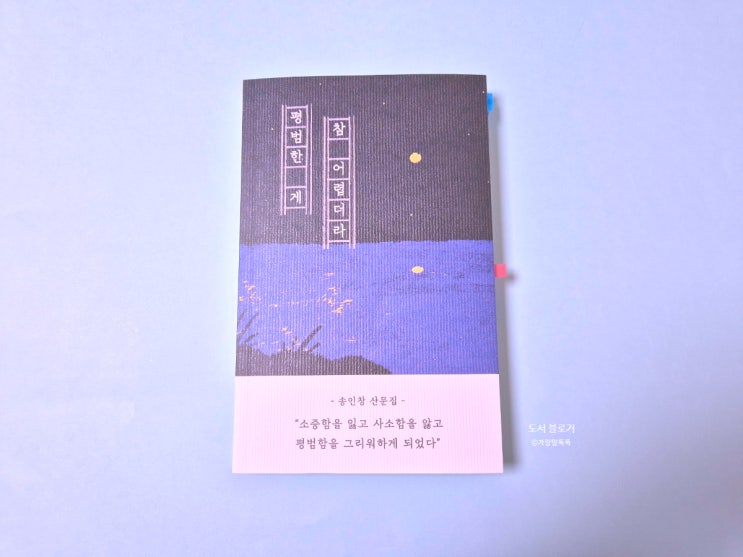 평범한 게
참 어렵더라
- 송인창 산문집 -
“소중함을 잃고 사소함을 앓고
평범함을 그리워하게 되었다”
도서 블로거